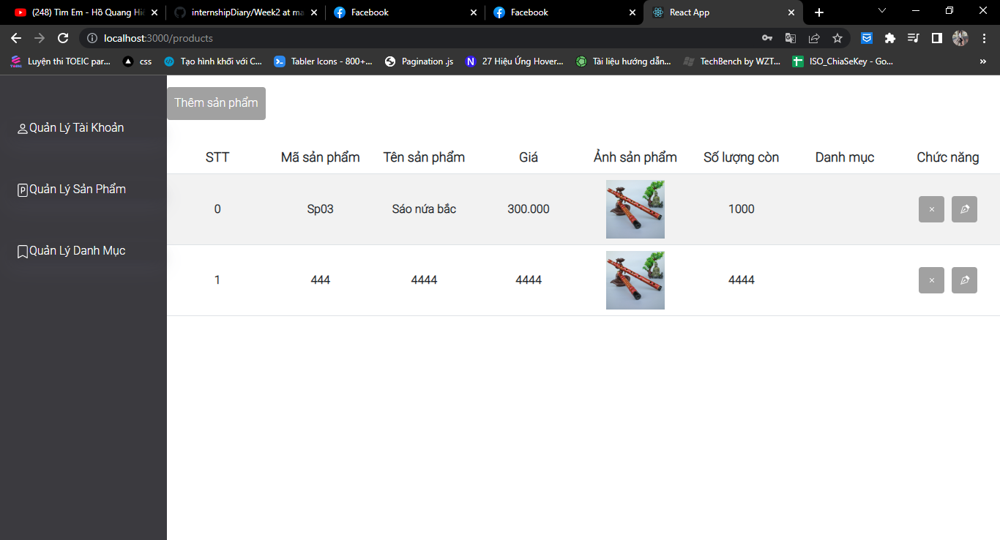 (248) Tìm Em - Hồ Quang Hi
internshipDiary/Week2 at ma
Facebook
Facebook
React App
localhost:3000/products
Luyện thi TOEIC par...
css
Tạo hình khối với C...
Tabler Icons - 800+...
Pagination .js
27 Hiệu Ứng Hover...
Tài liệu hướng dẫn...
TechBench by WZT...
ISO_ChiaSeKey - Go...
»
Thêm sản phẩm
Quản Lý Tài Khoản
Quản Lý Sản Phẩm
Quản Lý Danh Mục
STT Mã sản phẩm Tên sản phẩm Giá Ảnh sản phẩm Số lượng còn Danh mục Chức năng
0 Sp03 Sáo nứa bắc 300.000 1000
1 444 4444 4444 4444